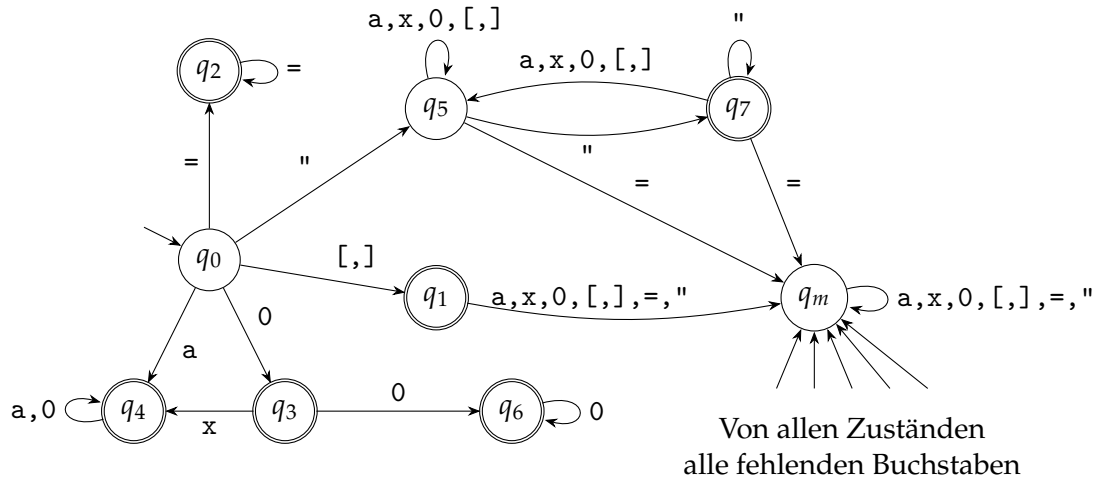 a,x,0,[,]
"
q2
=
a,x,0,[,]
q5
q7
=
"
"
=
=
q0
[,]
q1
a,x,0,[,],=,"
qm
a,x,0,[,],=,"
0
a
a,0
q4
x
q3
0
q6
0
Von allen Zuständen
alle fehlenden Buchstaben